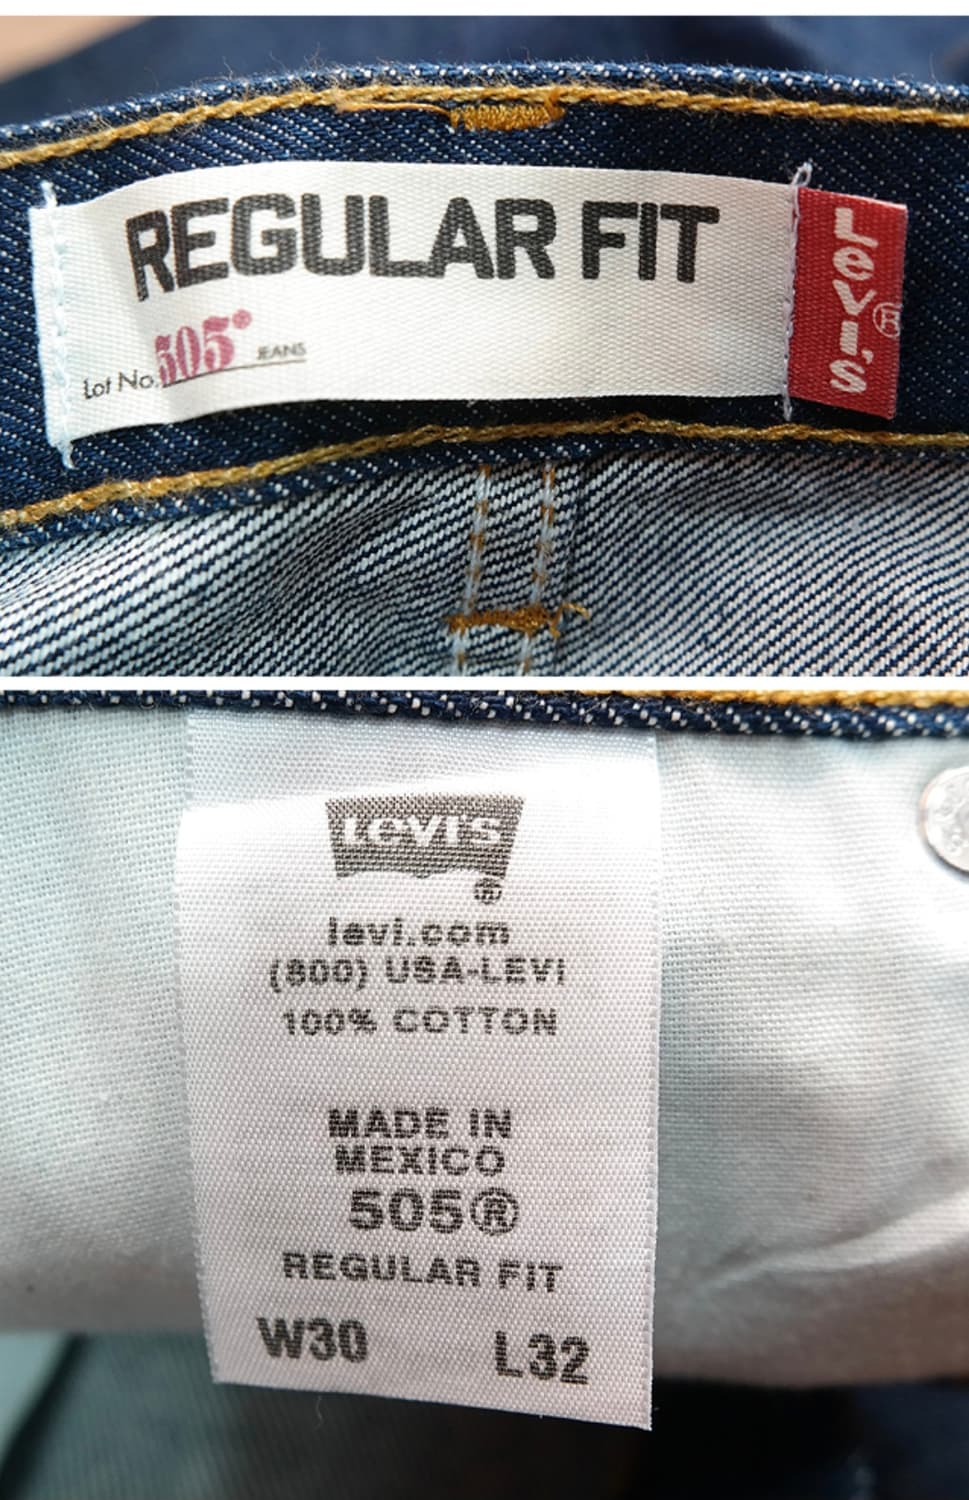 REGULAR FIT
Lot No. 505® JEANS
Levi's®
LEVI'S
®
levi.com
(800) USA-LEVI
100% COTTON
MADE IN
MEXICO
505®
REGULAR FIT
W30 L32